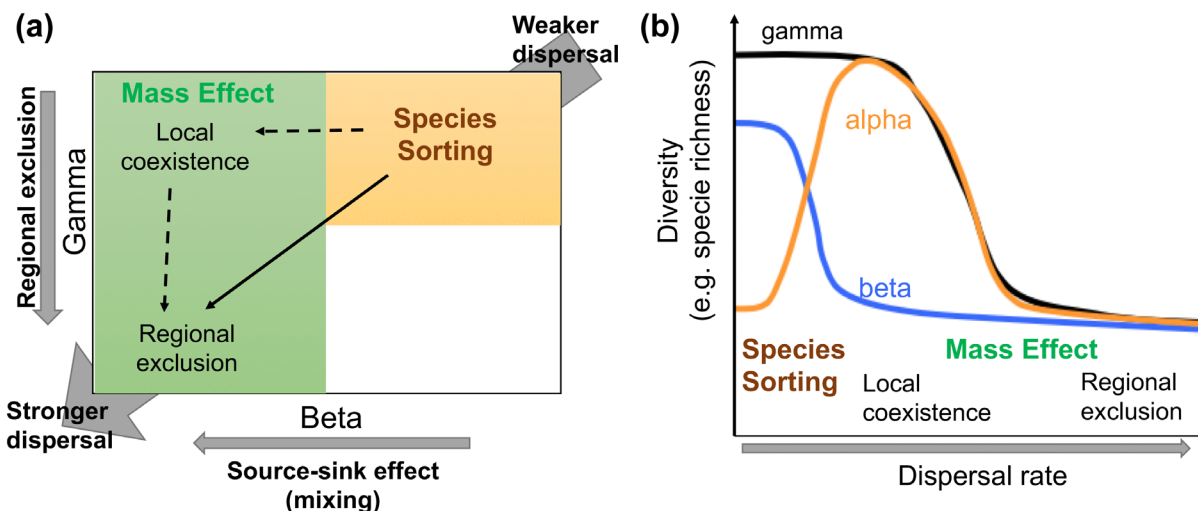 (a)
Weaker
dispersal
Regional exclusion
Gamma
Mass Effect
Local
coexistence
Species
Sorting
Regional
exclusion
Stronger
dispersal
Beta
Source-sink effect
(mixing)
(b)
Diversity
(e.g. specie richness)
gamma
alpha
beta
Species
Sorting
Mass Effect
Local
coexistence
Regional
exclusion
Dispersal rate